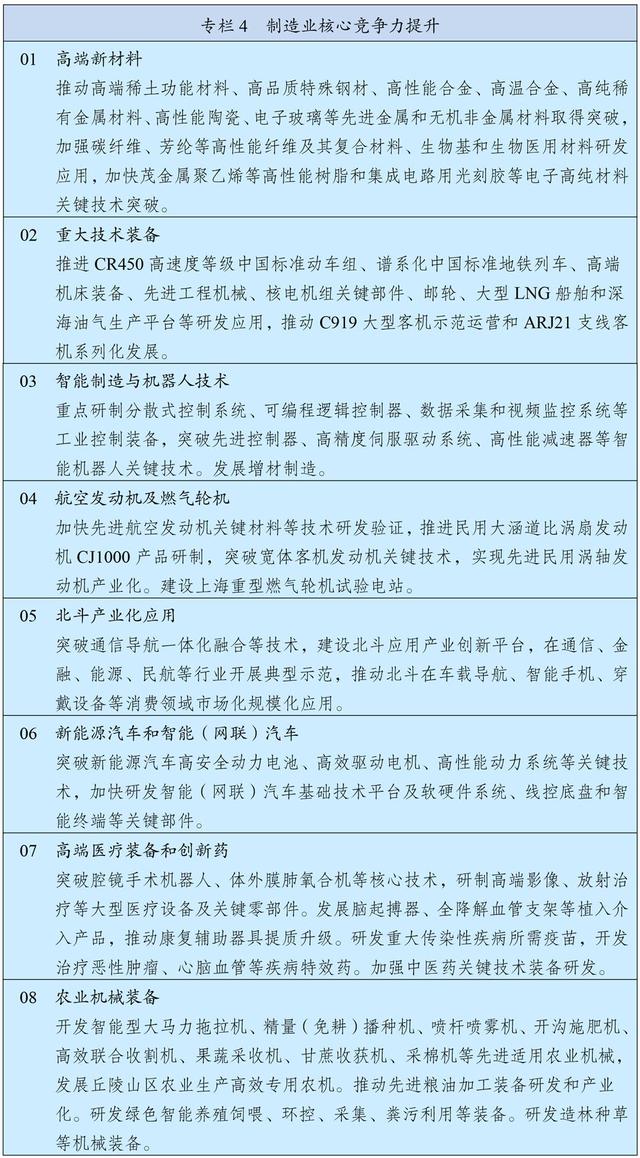 专栏 4　制造业核心竞争力提升
01 高端新材料
推动高端稀土功能材料、高品质特殊钢材、高性能合金、高温合金、高纯稀
有金属材料、高性能陶瓷、电子玻璃等先进金属和无机非金属材料取得突破，
加强碳纤维、芳纶等高性能纤维及其复合材料、生物基和生物医用材料研发
应用，加快茂金属聚乙烯等高性能树脂和集成电路用光刻胶等电子高纯材料
关键技术突破。
02 重大技术装备
推进 CR450 高速度等级中国标准动车组、谱系化中国标准地铁列车、高端
机床装备、先进工程机械、核电机组关键部件、邮轮、大型 LNG 船舶和深
海油气生产平台等研发应用，推动 C919 大型客机示范运营和 ARJ21 支线客
机系列化发展。
03 智能制造与机器人技术
重点研制分散式控制系统、可编程逻辑控制器、数据采集和视频监控系统等
工业控制装备，突破先进控制器、高精度伺服驱动系统、高性能减速器等智
能机器人关键技术。发展增材制造。
04 航空发动机及燃气轮机
加快先进航空发动机关键材料等技术研发验证，推进民用大涵道比涡扇发动
机 CJ1000 产品研制，突破宽体客机发动机关键技术，实现先进民用涡轴发
动机产业化。建设上海重型燃气轮机试验电站。
05 北斗产业化应用
突破通信导航一体化融合等技术，建设北斗应用产业创新平台，在通信、金
融、能源、民航等行业开展典型示范，推动北斗在车载导航、智能手机、穿
戴设备等消费领域市场化规模化应用。
06 新能源汽车和智能（网联）汽车
突破新能源汽车高安全动力电池、高效驱动电机、高性能动力系统等关键技
术，加快研发智能（网联）汽车基础技术平台及软硬件系统、线控底盘和智
能终端等关键部件。
07 高端医疗装备和创新药
突破腔镜手术机器人、体外膜肺氧合机等核心技术，研制高端影像、放射治
疗等大型医疗设备及关键零部件。发展脑起搏器、全降解血管支架等植入介
入产品，推动康复辅助器具提质升级。研发重大传染性疾病所需疫苗，开发
治疗恶性肿瘤、心脑血管等疾病特效药。加强中医药关键技术装备研发。
08 农业机械装备
开发智能型大马力拖拉机、精量（免耕）播种机、喷杆喷雾机、开沟施肥机、
高效联合收割机、果蔬采收机、甘蔗收获机、采棉机等先进适用农业机械，
发展丘陵山区农业生产高效专用农机。推动先进粮油加工装备研发和产业
化。研发绿色智能养殖饲喂、环控、采集、粪污利用等装备。研发造林种草
等机械装备。